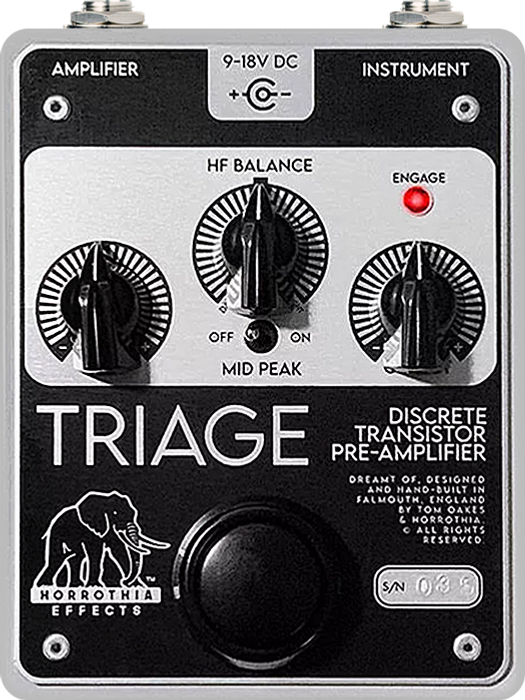 AMPLIFIER
9-18V DC
INSTRUMENT
+ -
HF BALANCE
ENGAGE
- +
- +
OFF ON
MID PEAK
TRIAGE
DISCRETE
TRANSISTOR
PRE-AMPLIFIER
DREAMT OF, DESIGNED
AND HAND-BUILT IN
FALMOUTH, ENGLAND
BY TOM OAKES
& HORROTHIA.
© ALL RIGHTS
RESERVED.
HORROTHIA™
EFFECTS
S/N